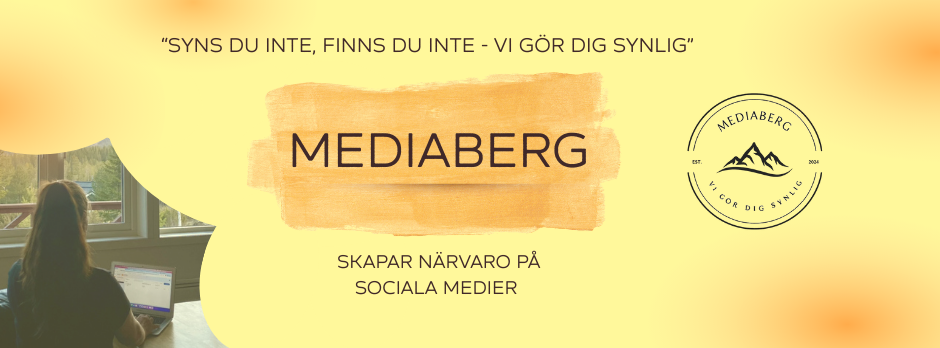 “SYNS DU INTE, FINNS DU INTE - VI GÖR DIG SYNLIG”
MEDIABERG
SKAPAR NÄRVARO PÅ
SOCIALA MEDIER
MEDIABERG
EST.
2024
VI GÖR DIG SYNLIG